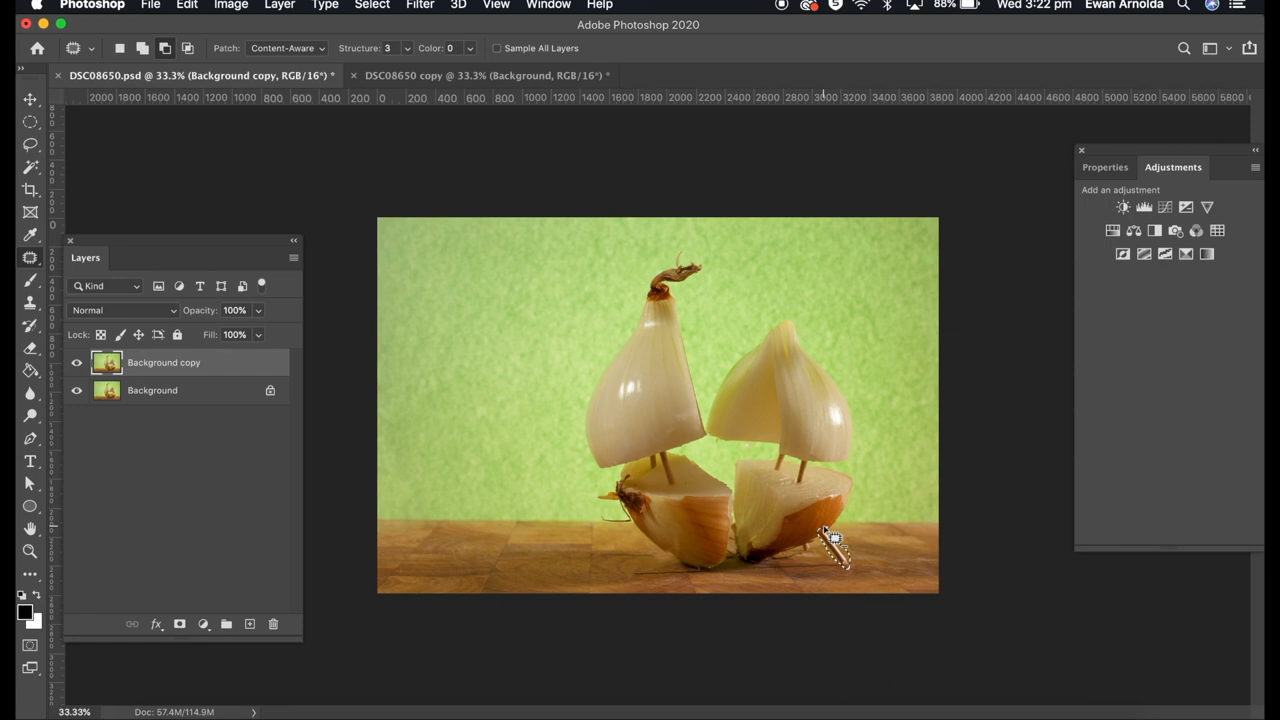 Photoshop File Edit Image Layer Type Select Filter 3D View Window Help 88% Wed 3:22 pm Ewan Arnolda
Adobe Photoshop 2020
Patch: Content-Aware Structure: 3 Color: 0 Sample All Layers
DSC08650.psd @ 33.3% (Background copy, RGB/16*) * DSC08650 copy @ 33.3% (Background, RGB/16*) *
2000 1800 1600 1400 1200 1000 800 600 400 200 0 200 400 600 800 1000 1200 1400 1600 1800 2000 2200 2400 2600 2800 3000 3200 3400 3600 3800 4000 4200 4400 4600 4800 5000 5200 5400 5600 5800
Properties Adjustments
Add an adjustment
Layers
Kind
Normal Opacity: 100%
Lock: Fill: 100%
Background copy
Background
fx
33.33% Doc: 57.4M/114.9M